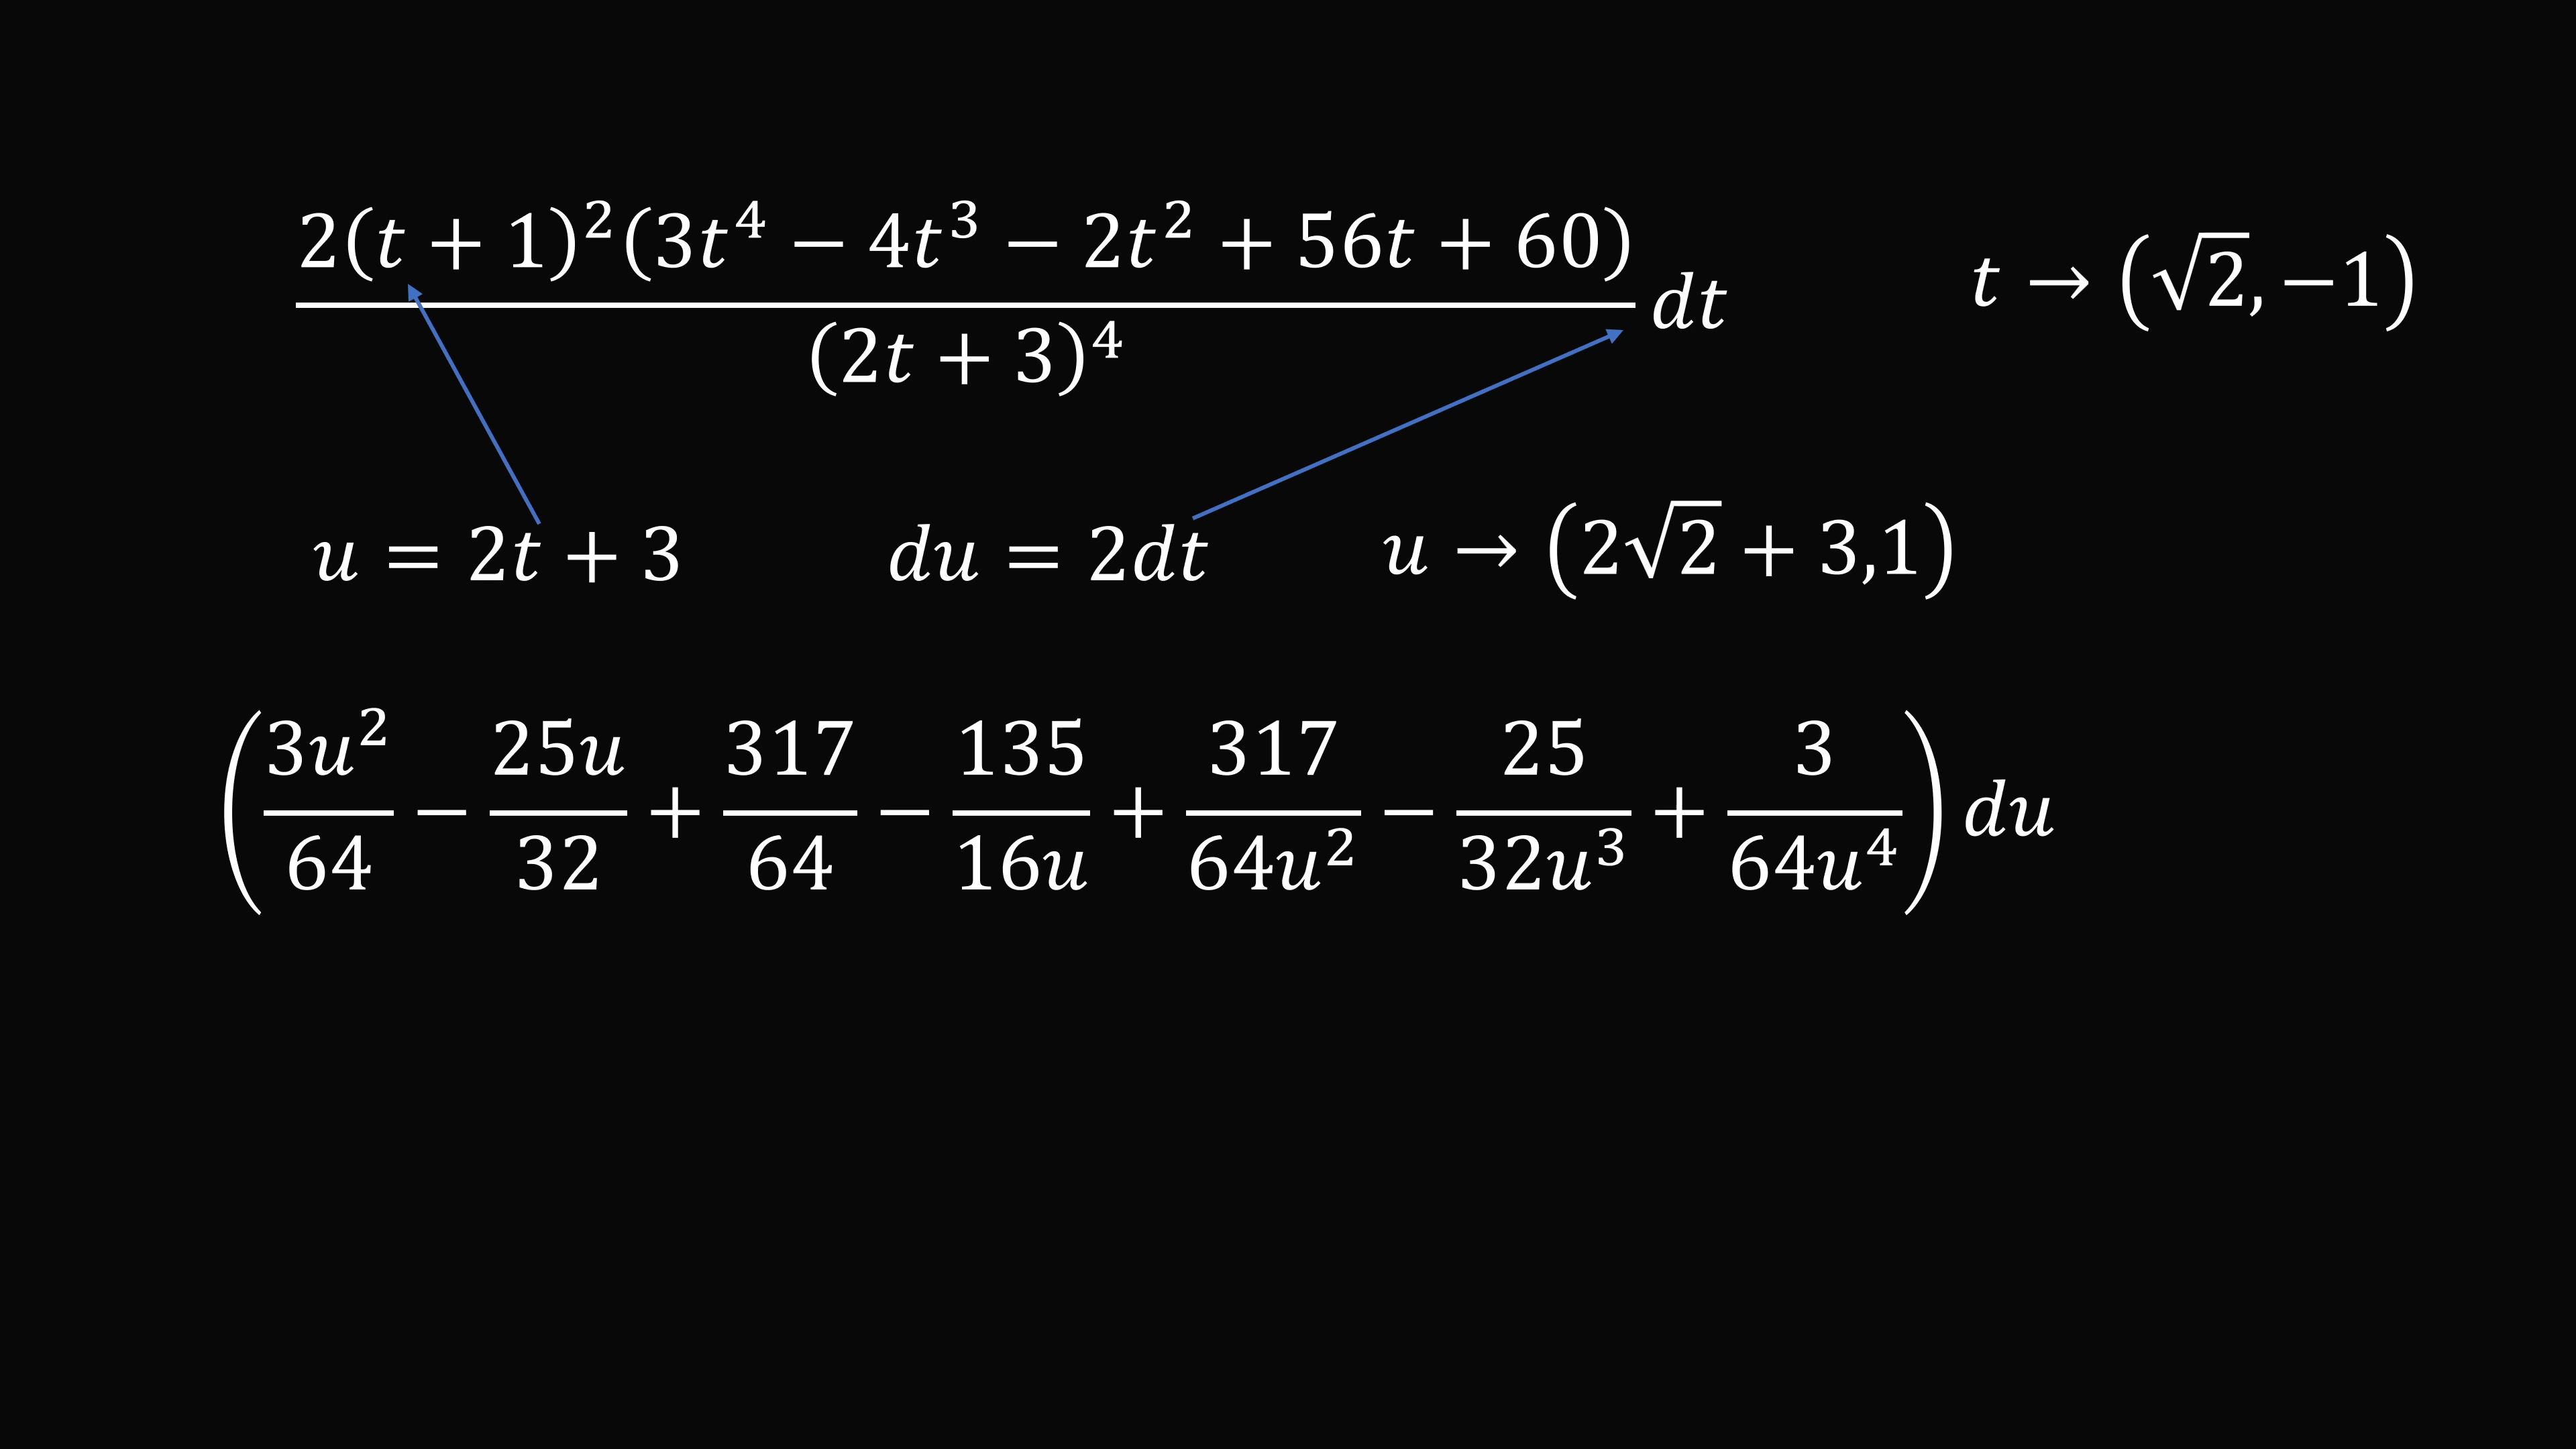 2(t + 1)²(3t⁴ − 4t³ − 2t² + 56t + 60)
(2t + 3)⁴
dt
t → (√2, −1)
u = 2t + 3 du = 2dt u → (2√2 + 3,1)
(3u²/64 − 25u/32 + 317/64 − 135/16u + 317/64u² − 25/32u³ + 3/64u⁴) du